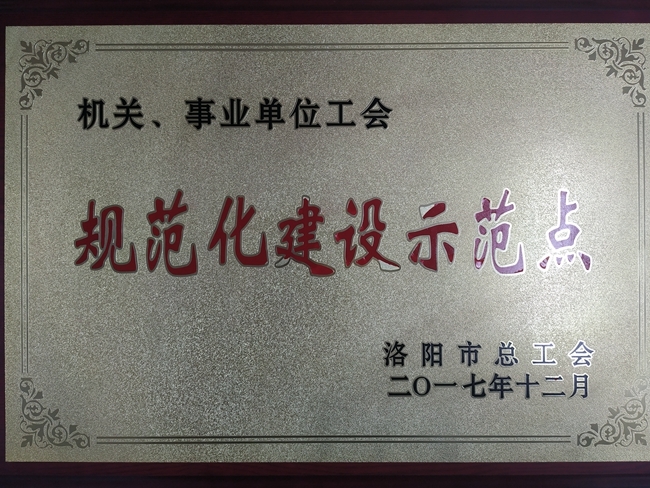 机关、事业单位工会
规范化建设示范点
洛阳市总工会
二〇一七年十二月